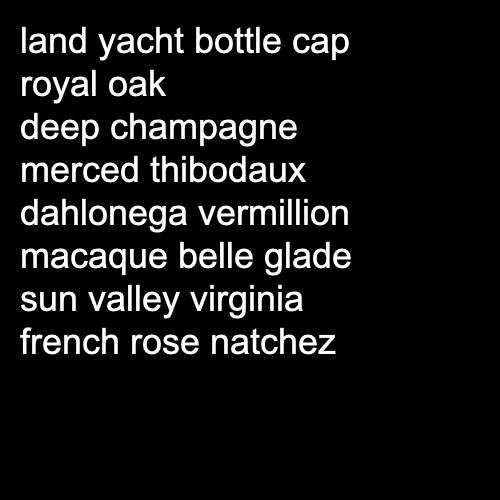 land yacht bottle cap
royal oak
deep champagne
merced thibodaux
dahlonega vermillion
macaque belle glade
sun valley virginia
french rose natchez